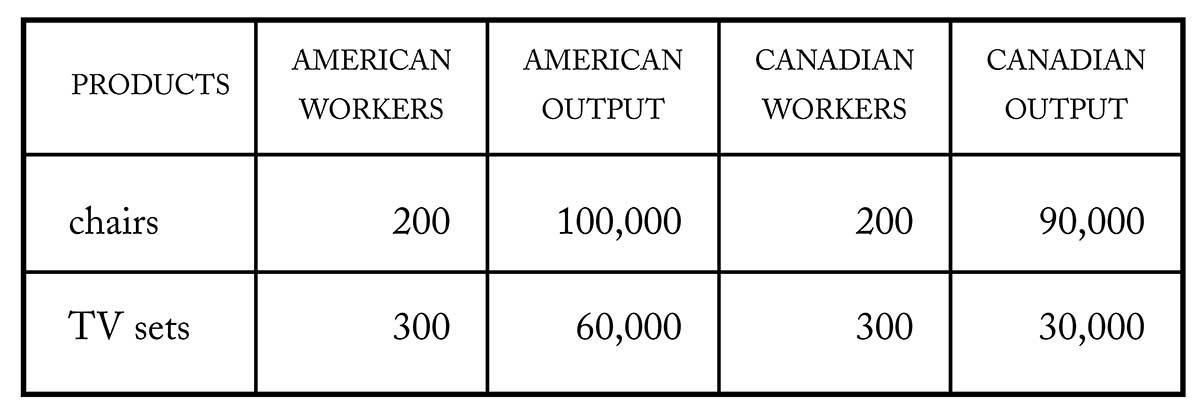 PRODUCTS AMERICAN WORKERS AMERICAN OUTPUT CANADIAN WORKERS CANADIAN OUTPUT
chairs 200 100,000 200 90,000
TV sets 300 60,000 300 30,000